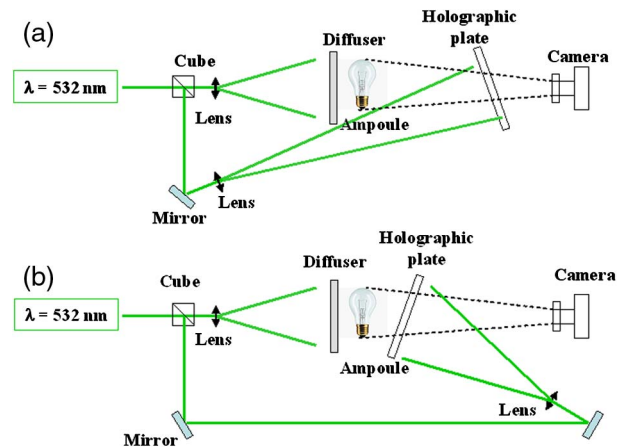 (a)
Cube
λ = 532 nm
Lens
Diffuser
Ampoule
Holographic
plate
Camera
Mirror
Lens
(b)
Cube
λ = 532 nm
Lens
Diffuser
Ampoule
Holographic
plate
Camera
Lens
Mirror